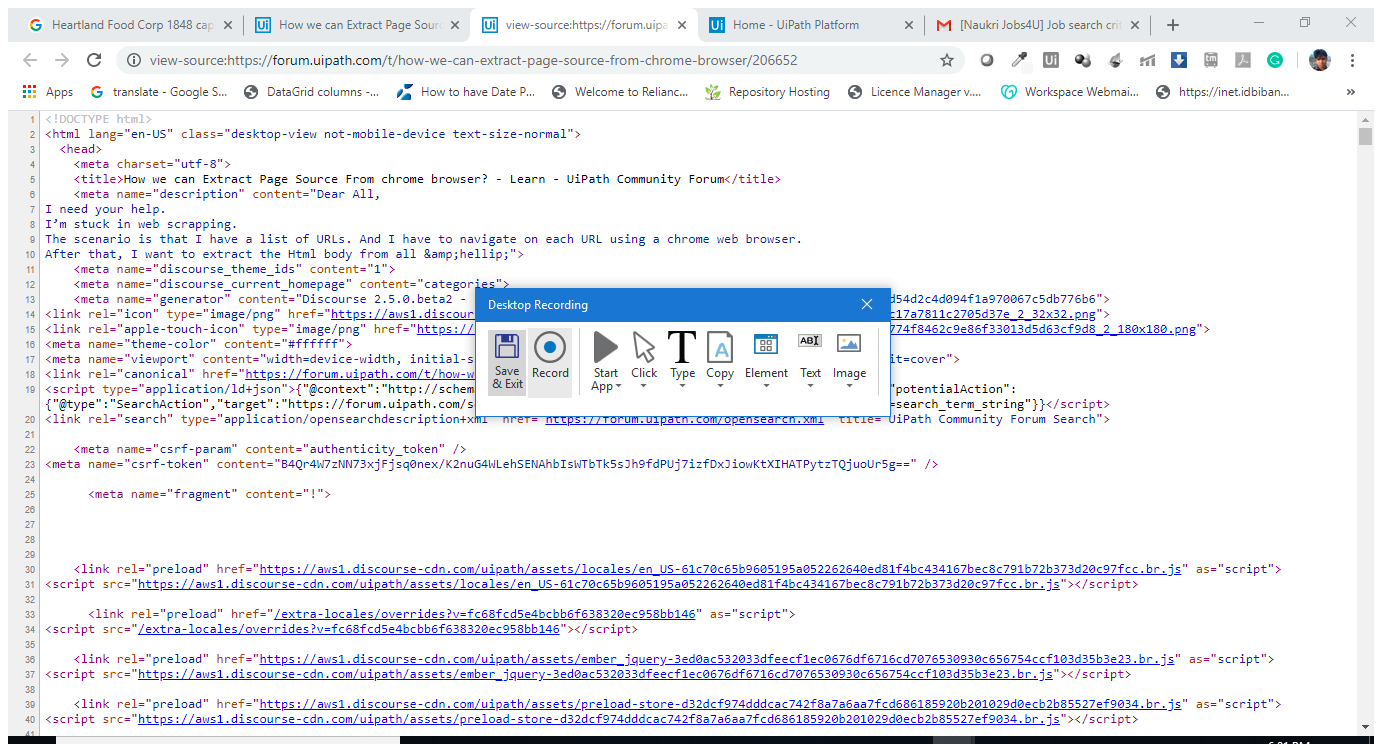 Heartland Food Corp 1848 cap
How we can Extract Page Sourc
view-source:https://forum.uipa
Home - UiPath Platform
[Naukri Jobs4U] Job search crit
view-source:https://forum.uipath.com/t/how-we-can-extract-page-source-from-chrome-browser/206652
Apps
translate - Google S...
DataGrid columns -...
How to have Date P...
Welcome to Relianc...
Repository Hosting
Licence Manager v....
Workspace Webmai...
https://inet.idbiban...
»
1 <!DOCTYPE html>
2 <html lang="en-US" class="desktop-view not-mobile-device text-size-normal">
3 <head>
4 <meta charset="utf-8">
5 <title>How we can Extract Page Source From chrome browser? - Learn - UiPath Community Forum</title>
6 <meta name="description" content="Dear All,
7 I need your help.
8 I’m stuck in web scrapping.
9 The scenario is that I have a list of URLs. And I have to navigate on each URL using a chrome web browser.
10 After that, I want to extract the Html body from all &amp;hellip;">
11 <meta name="discourse_theme_ids" content="1">
12 <meta name="discourse_current_homepage" content="categories">
13 <meta name="generator" content="Discourse 2.5.0.beta2 - d54d2c4d094f1a970067c5db776b6">
14 <link rel="icon" type="image/png" href="https://aws1.discour c17a7811c2705d37e_2_32x32.png">
15 <link rel="apple-touch-icon" type="image/png" href="https:// 774f8462c9e86f33013d5d63cf9d8_2_180x180.png">
16 <meta name="theme-color" content="#ffffff">
17 <meta name="viewport" content="width=device-width, initial-s it=cover">
18 <link rel="canonical" href="https://forum.uipath.com/t/how-w
19 <script type="application/ld+json">{"@context":"http://schem "potentialAction":
{"@type":"SearchAction","target":"https://forum.uipath.com/s =search_term_string"}}</script>
20 <link rel="search" type="application/opensearchdescription+xml" href="https://forum.uipath.com/opensearch.xml" title="UiPath Community Forum Search">
21
22 <meta name="csrf-param" content="authenticity_token" />
23 <meta name="csrf-token" content="B4Qr4W7zNN73xjFjsq0nex/K2nuG4WLehSENAhbIsWTbTk5sJh9fdPUj7izfDxJiowKtXIHATPytzTQjuoUr5g==" />
24
25 <meta name="fragment" content="!">
26
27
28
29
30 <link rel="preload" href="https://aws1.discourse-cdn.com/uipath/assets/locales/en_US-61c70c65b9605195a052262640ed81f4bc434167bec8c791b72b373d20c97fcc.br.js" as="script">
31 <script src="https://aws1.discourse-cdn.com/uipath/assets/locales/en_US-61c70c65b9605195a052262640ed81f4bc434167bec8c791b72b373d20c97fcc.br.js"></script>
32
33 <link rel="preload" href="/extra-locales/overrides?v=fc68fcd5e4bcbb6f638320ec958bb146" as="script">
34 <script src="/extra-locales/overrides?v=fc68fcd5e4bcbb6f638320ec958bb146"></script>
35
36 <link rel="preload" href="https://aws1.discourse-cdn.com/uipath/assets/ember_jquery-3ed0ac532033dfeecf1ec0676df6716cd7076530930c656754ccf103d35b3e23.br.js" as="script">
37 <script src="https://aws1.discourse-cdn.com/uipath/assets/ember_jquery-3ed0ac532033dfeecf1ec0676df6716cd7076530930c656754ccf103d35b3e23.br.js"></script>
38
39 <link rel="preload" href="https://aws1.discourse-cdn.com/uipath/assets/preload-store-d32dcf974dddcac742f8a7a6aa7fcd686185920b201029d0ecb2b85527ef9034.br.js" as="script">
40 <script src="https://aws1.discourse-cdn.com/uipath/assets/preload-store-d32dcf974dddcac742f8a7a6aa7fcd686185920b201029d0ecb2b85527ef9034.br.js"></script>
41
Desktop Recording
Save & Exit
Record
Start App
Click
Type
Copy
Element
Text
Image